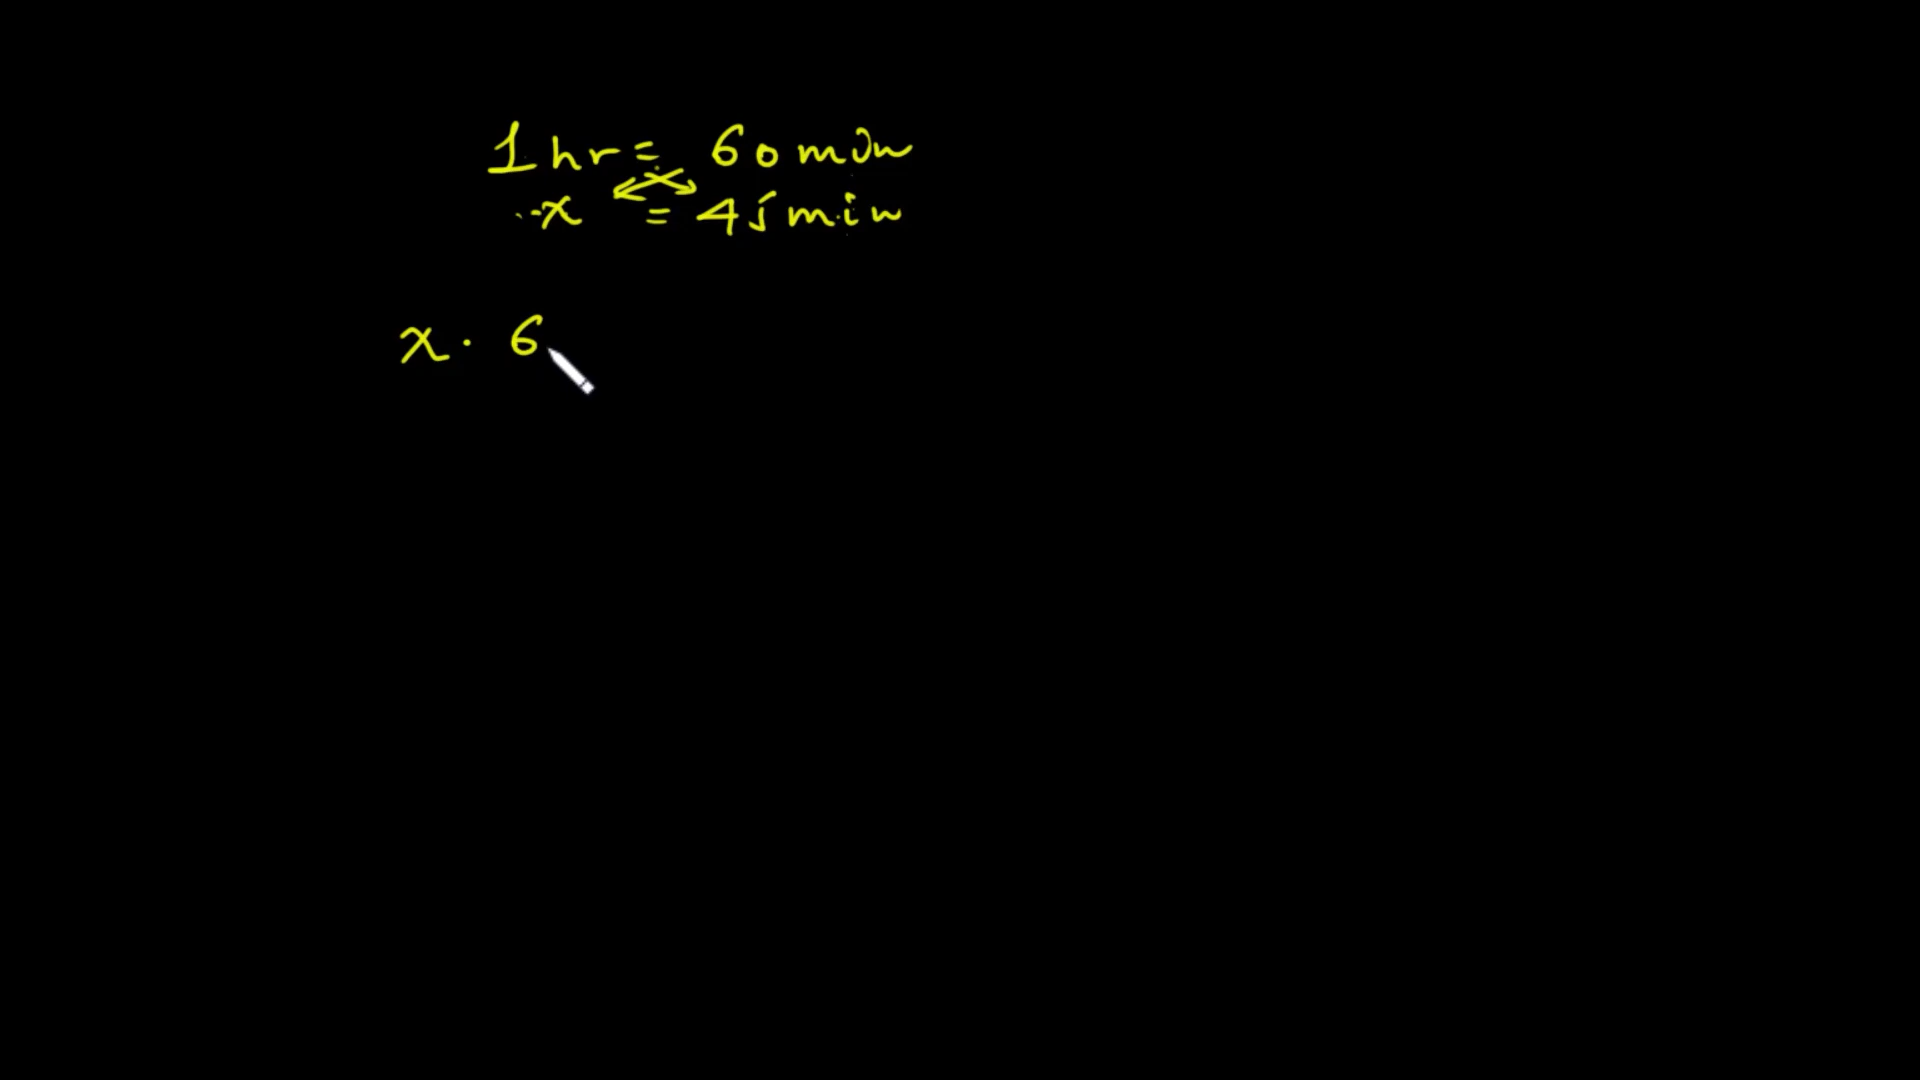 1 hr = 60 min
x = 45 min
x · 6